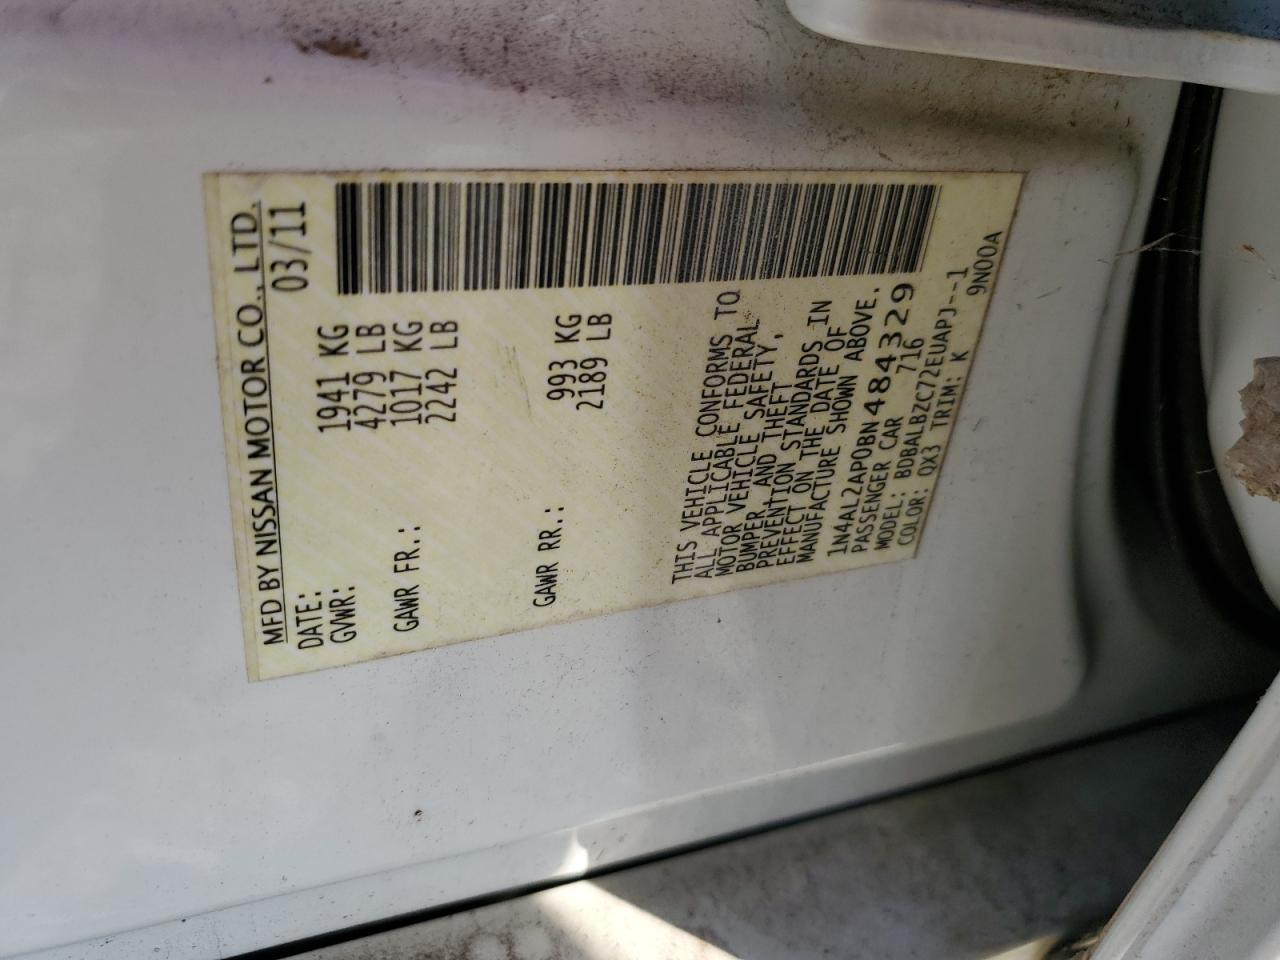 MFD BY NISSAN MOTOR CO., LTD.
DATE: 03/11
GVWR: 1941 KG
4279 LB
GAWR FR.: 1017 KG
2242 LB
GAWR RR.: 993 KG
2189 LB
THIS VEHICLE CONFORMS TO
ALL APPLICABLE FEDERAL
MOTOR VEHICLE SAFETY,
BUMPER, AND THEFT
PREVENTION STANDARDS IN
EFFECT ON THE DATE OF
MANUFACTURE SHOWN ABOVE.
1N4AL2AP0BN484329
PASSENGER CAR 716
MODEL: BDBALBZC72EUAPJ--1
COLOR: QX3 TRIM: K 9N00A